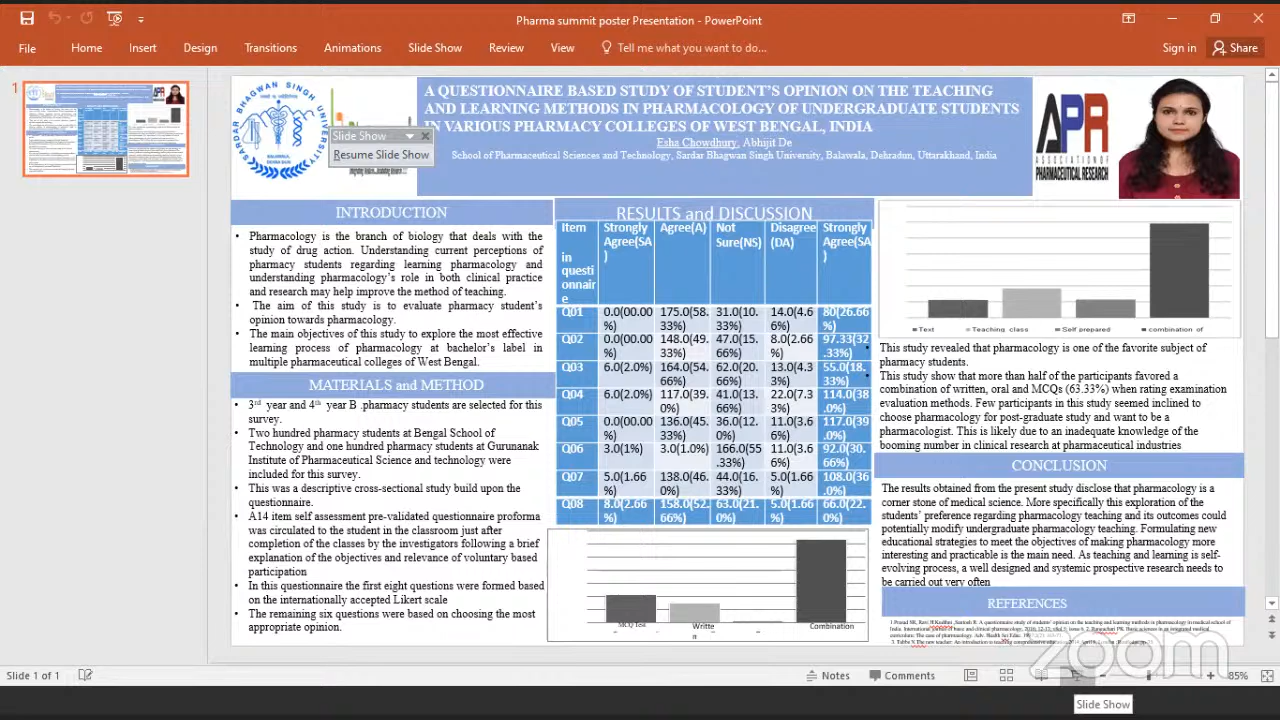 Pharma summit poster Presentation - PowerPoint
File Home Insert Design Transitions Animations Slide Show Review View Tell me what you want to do... Sign in Share
1
SARDAR BHAGWAN SINGH UNIVERSITY
BALAWALA, DEHRA DUN
Slide Show
Resume Slide Show
A QUESTIONNAIRE BASED STUDY OF STUDENT'S OPINION ON THE TEACHING
AND LEARNING METHODS IN PHARMACOLOGY OF UNDERGRADUATE STUDENTS
IN VARIOUS PHARMACY COLLEGES OF WEST BENGAL, INDIA
Esha Chowdhury, Abhijit De
School of Pharmaceutical Sciences and Technology, Sardar Bhagwan Singh University, Balawala, Dehradun, Uttarakhand, India
APR
ASSOCIATION OF
PHARMACEUTICAL RESEARCH
INTRODUCTION
• Pharmacology is the branch of biology that deals with the
study of drug action. Understanding current perceptions of
pharmacy students regarding learning pharmacology and
understanding pharmacology's role in both clinical practice
and research may help improve the method of teaching.
• The aim of this study is to evaluate pharmacy student's
opinion towards pharmacology.
• The main objectives of this study to explore the most effective
learning process of pharmacology at bachelor's label in
multiple pharmaceutical colleges of West Bengal.
MATERIALS and METHOD
• 3rd year and 4th year B .pharmacy students are selected for this
survey.
• Two hundred pharmacy students at Bengal School of
Technology and one hundred pharmacy students at Gurunanak
Institute of Pharmaceutical Science and technology were
included for this survey.
• This was a descriptive cross-sectional study build upon the
questionnaire.
• A14 item self assessment pre-validated questionnaire proforma
was circulated to the student in the classroom just after
completion of the classes by the investigators following a brief
explanation of the objectives and relevance of voluntary based
participation
• In this questionnaire the first eight questions were formed based
on the internationally accepted Likert scale
• The remaining six questions were based on choosing the most
appropriate opinion.
RESULTS and DISCUSSION
Item in questionnaire Strongly Agree(SA) Agree(A) Not Sure(NS) Disagree(DA) Strongly Agree(SA)
Q01 0.0(00.00%) 175.0(58.33%) 31.0(10.33%) 14.0(4.66%) 80(26.66%)
Q02 0.0(00.00%) 148.0(49.33%) 47.0(15.66%) 8.0(2.66%) 97.33(32.33%)
Q03 6.0(2.0%) 164.0(54.66%) 62.0(20.66%) 13.0(4.33%) 55.0(18.33%)
Q04 6.0(2.0%) 117.0(39.0%) 41.0(13.66%) 22.0(7.33%) 114.0(38.0%)
Q05 0.0(00.00%) 136.0(45.33%) 36.0(12.0%) 11.0(3.66%) 117.0(39.0%)
Q06 3.0(1%) 3.0(1.0%) 166.0(55.33%) 11.0(3.66%) 92.0(30.66%)
Q07 5.0(1.66%) 138.0(46.0%) 44.0(16.33%) 5.0(1.66%) 108.0(36.0%)
Q08 8.0(2.66%) 158.0(52.66%) 63.0(21.0%) 5.0(1.66%) 66.0(22.0%)
MCQ Test Written Combination
Text Teaching class Self prepared combination of
This study revealed that pharmacology is one of the favorite subject of
pharmacy students.
This study show that more than half of the participants favored a
combination of written, oral and MCQs (63.33%) when rating examination
evaluation methods. Few participants in this study seemed inclined to
choose pharmacology for post-graduate study and want to be a
pharmacologist. This is likely due to an inadequate knowledge of the
booming number in clinical research at pharmaceutical industries
CONCLUSION
The results obtained from the present study disclose that pharmacology is a
corner stone of medical science. More specifically this exploration of the
students' preference regarding pharmacology teaching and its outcomes could
potentially modify undergraduate pharmacology teaching. Formulating new
educational strategies to meet the objectives of making pharmacology more
interesting and practicable is the main need. As teaching and learning is self-
evolving process, a well designed and systemic prospective research needs to
be carried out very often
REFERENCES
zoom
Slide 1 of 1 Notes Comments 85%
Slide Show